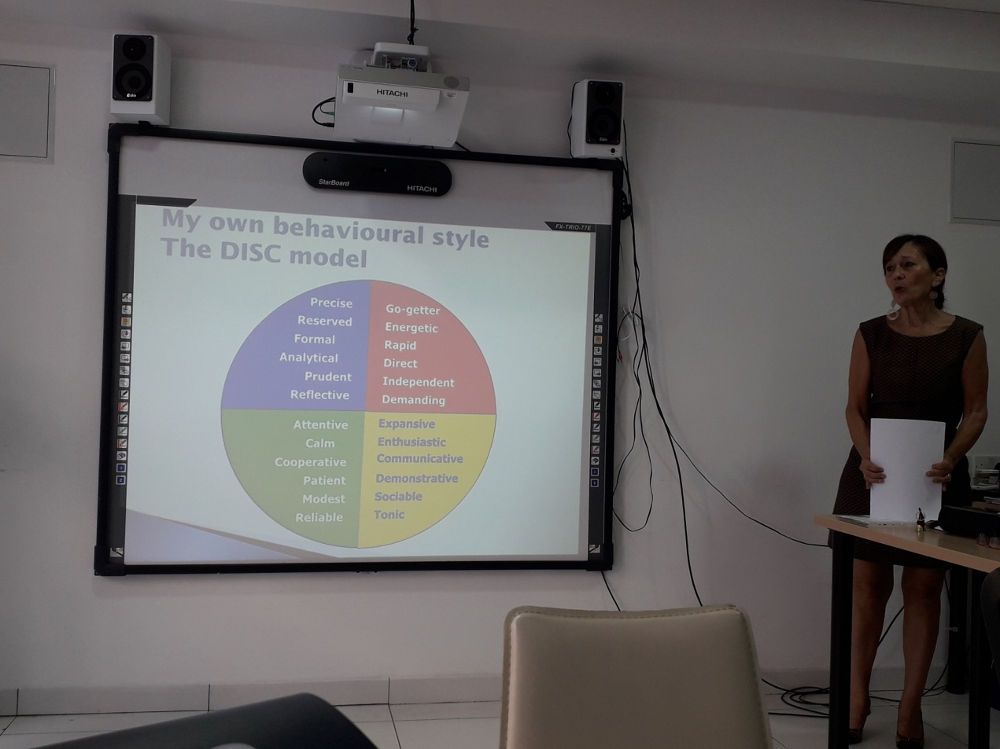 Edis
HITACHI
Edis
StarBoard
HITACHI
FX-TRIO-77E
My own behavioural style
The DISC model
Precise
Reserved
Formal
Analytical
Prudent
Reflective
Go-getter
Energetic
Rapid
Direct
Independent
Demanding
Attentive
Calm
Cooperative
Patient
Modest
Reliable
Expansive
Enthusiastic
Communicative
Demonstrative
Sociable
Tonic